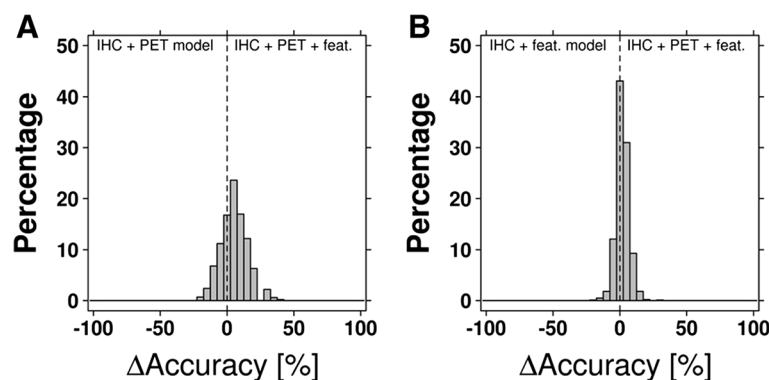 A
IHC + PET model
IHC + PET + feat.
Percentage
50
40
30
20
10
0
-100
-50
0
50
100
ΔAccuracy [%]
B
IHC + feat. model
IHC + PET + feat.
Percentage
50
40
30
20
10
0
-100
-50
0
50
100
ΔAccuracy [%]